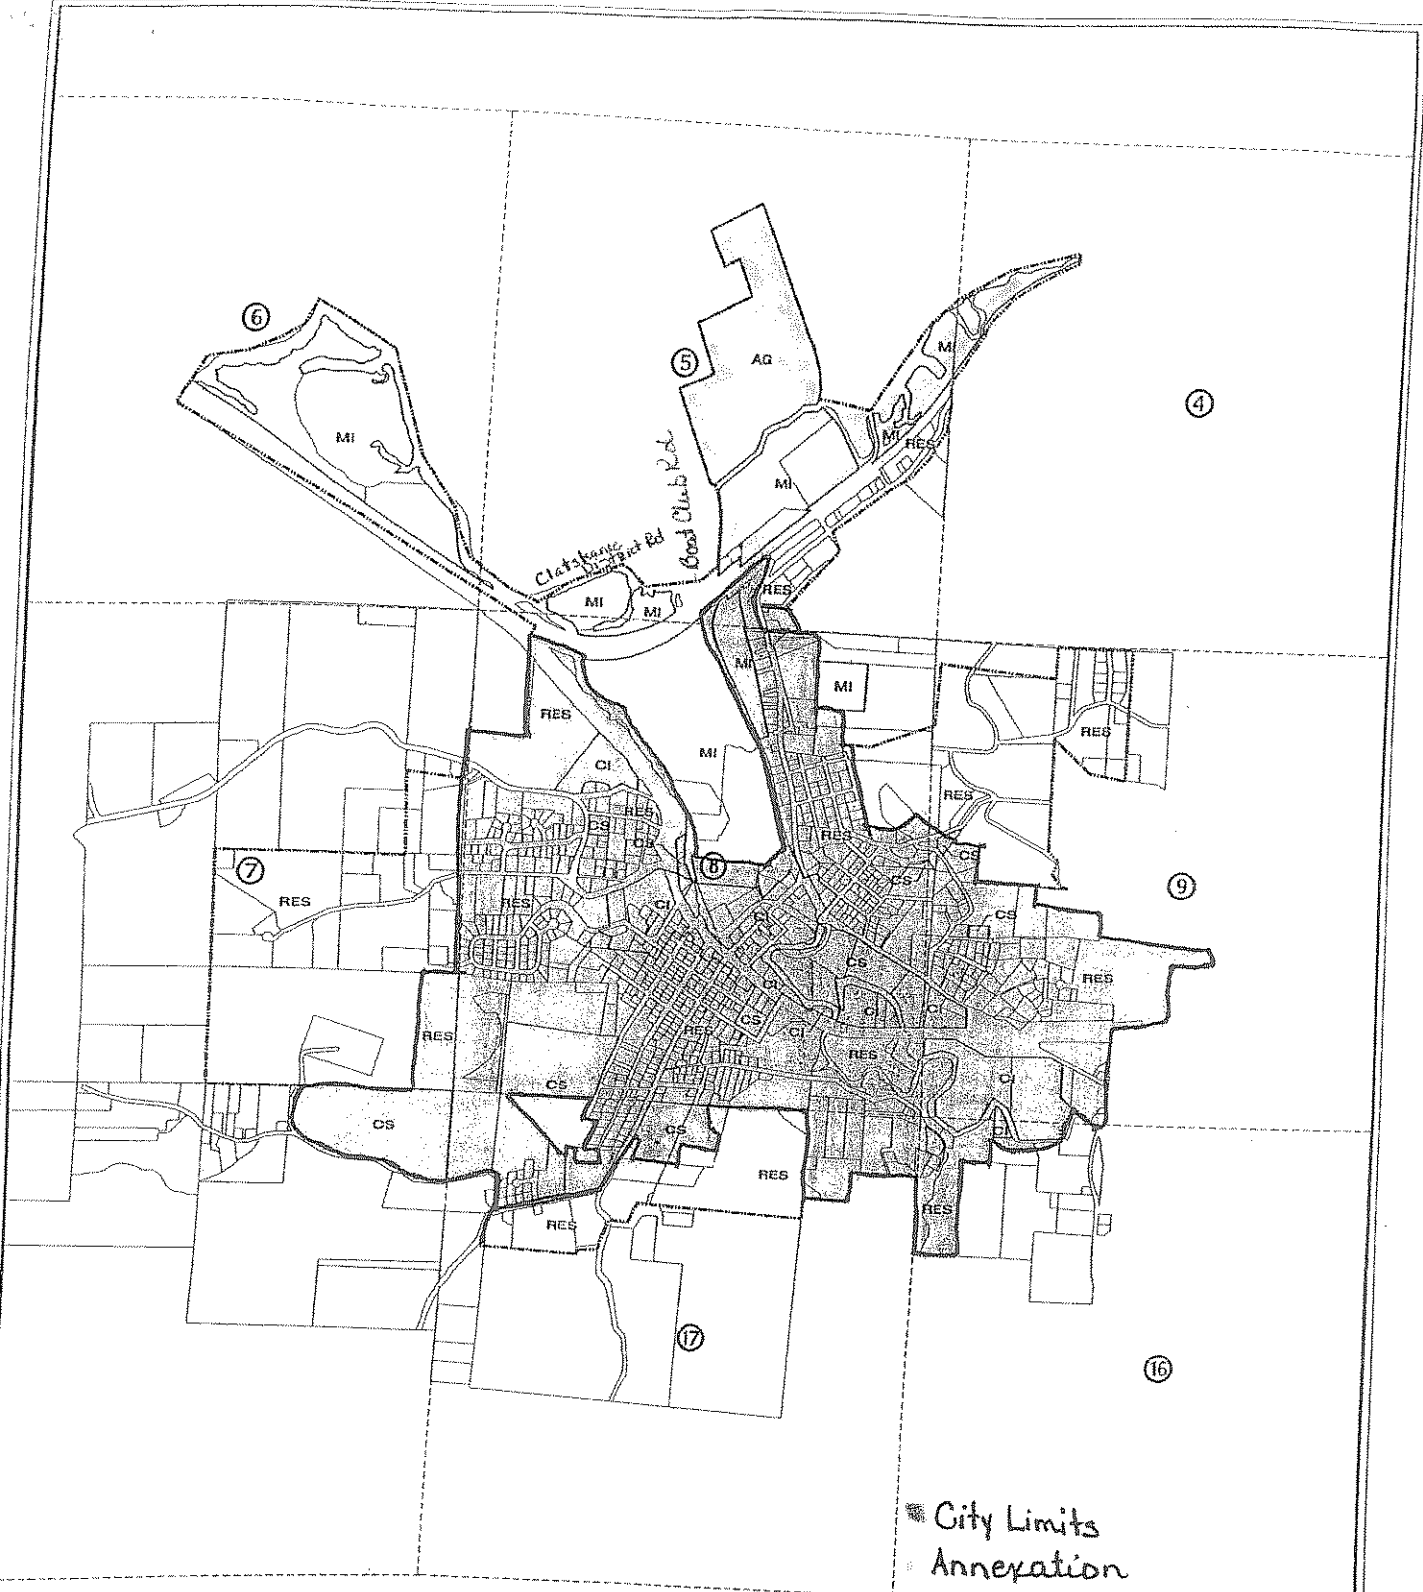 6
5
AQ
4
MI
MI
MI
RES
MI
Boat Club Rd
Clatskanie
District Rd
MI
MI
RES
MI
MI
RES
RES
MI
CI
RES
RES
CS
CS
RES
CS
8
7
CS
9
RES
RES
CI
CI
CS
CS
RES
CI
CI
CI
CS
RES
CI
RES
RES
CI
CS
CS
CS
CI
RES
RES
RES
17
16
City Limits
Annexation